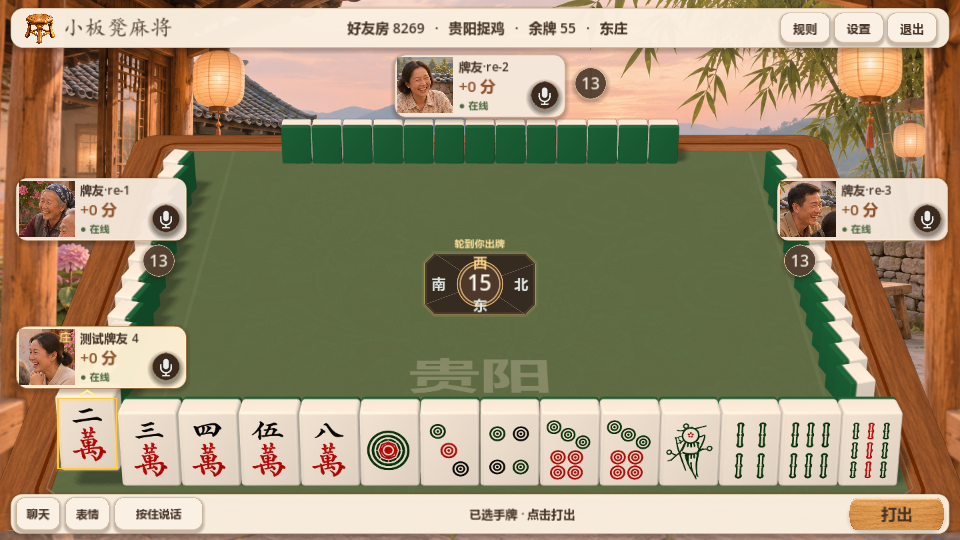 小板凳麻将
好友房 8269 · 贵阳捉鸡 · 余牌 55 · 东庄
规则
设置
退出
牌友·re-2
+0 分
在线
13
牌友·re-1
+0 分
在线
13
牌友·re-3
+0 分
在线
13
轮到你出牌
西
南 15 北
东
庄
测试牌友 4
+0 分
在线
贵阳
二萬 三萬 四萬 伍萬 八萬
聊天
表情
按住说话
已选手牌 · 点击打出
打出